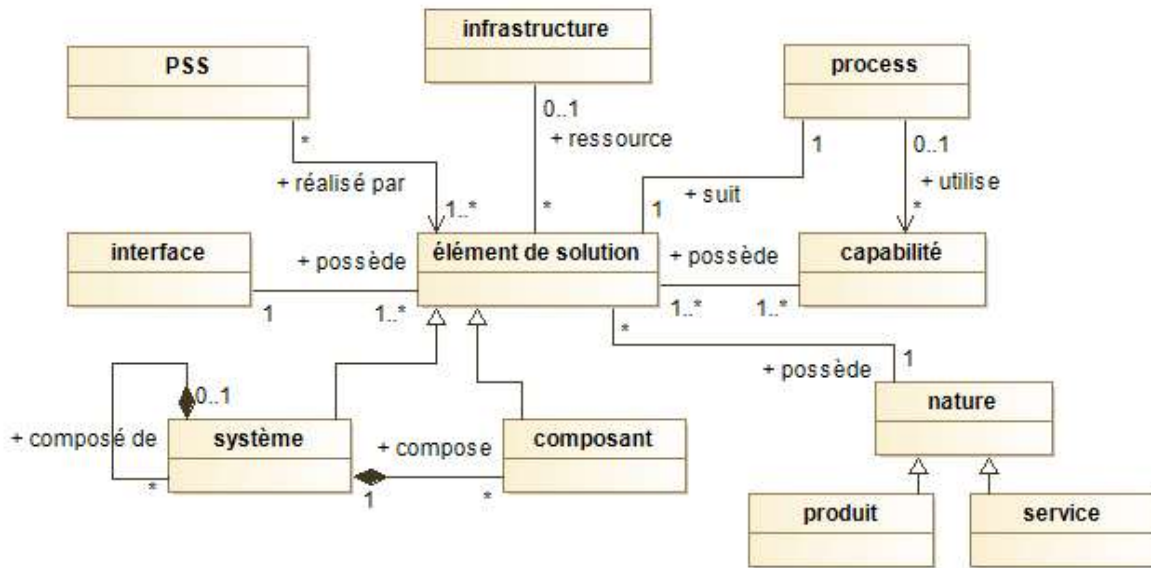 infrastructure
PSS
process
0..1
*
+ ressource
1
0..1
+ réalisé par
+ utilise
+ suit
1..*
*
1
*
interface
+ possède
élément de solution
+ possède
capabilité
1
1..*
1..*
1..*
*
1
+ possède
0..1
nature
+ composé de
système
+ compose
composant
*
1
*
produit
service